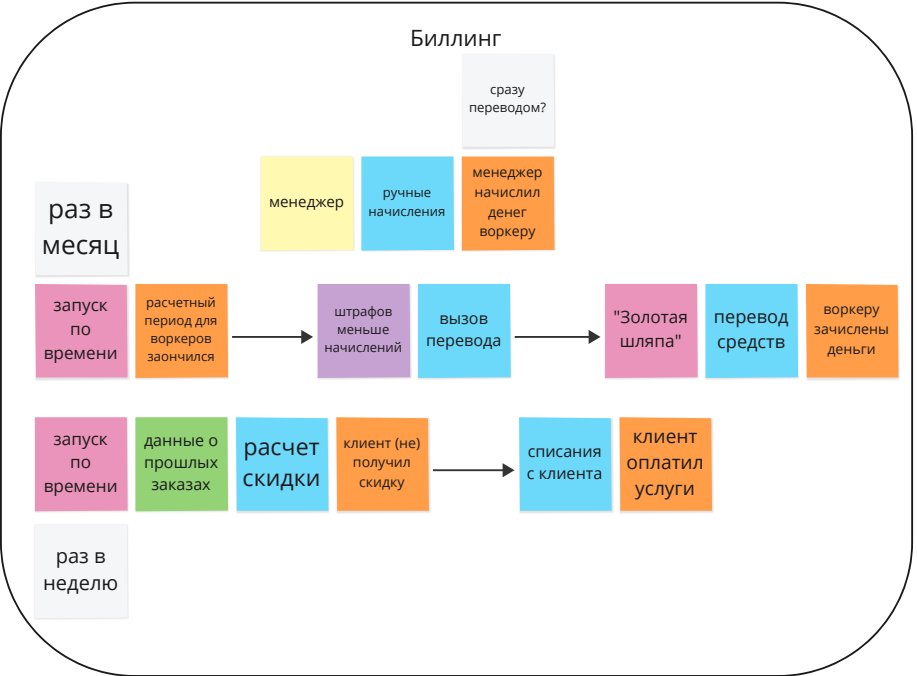 Биллинг
сразу
переводом?
менеджер
ручные
начисления
менеджер
начислил
денег
воркеру
раз в
месяц
запуск
по
времени
расчетный
период для
воркеров
заончился
штрафов
меньше
начислений
вызов
перевода
"Золотая
шляпа"
перевод
средств
воркеру
зачислены
деньги
запуск
по
времени
данные о
прошлых
заказах
расчет
скидки
клиент (не)
получил
скидку
списания
с клиента
клиент
оплатил
услуги
раз в
неделю